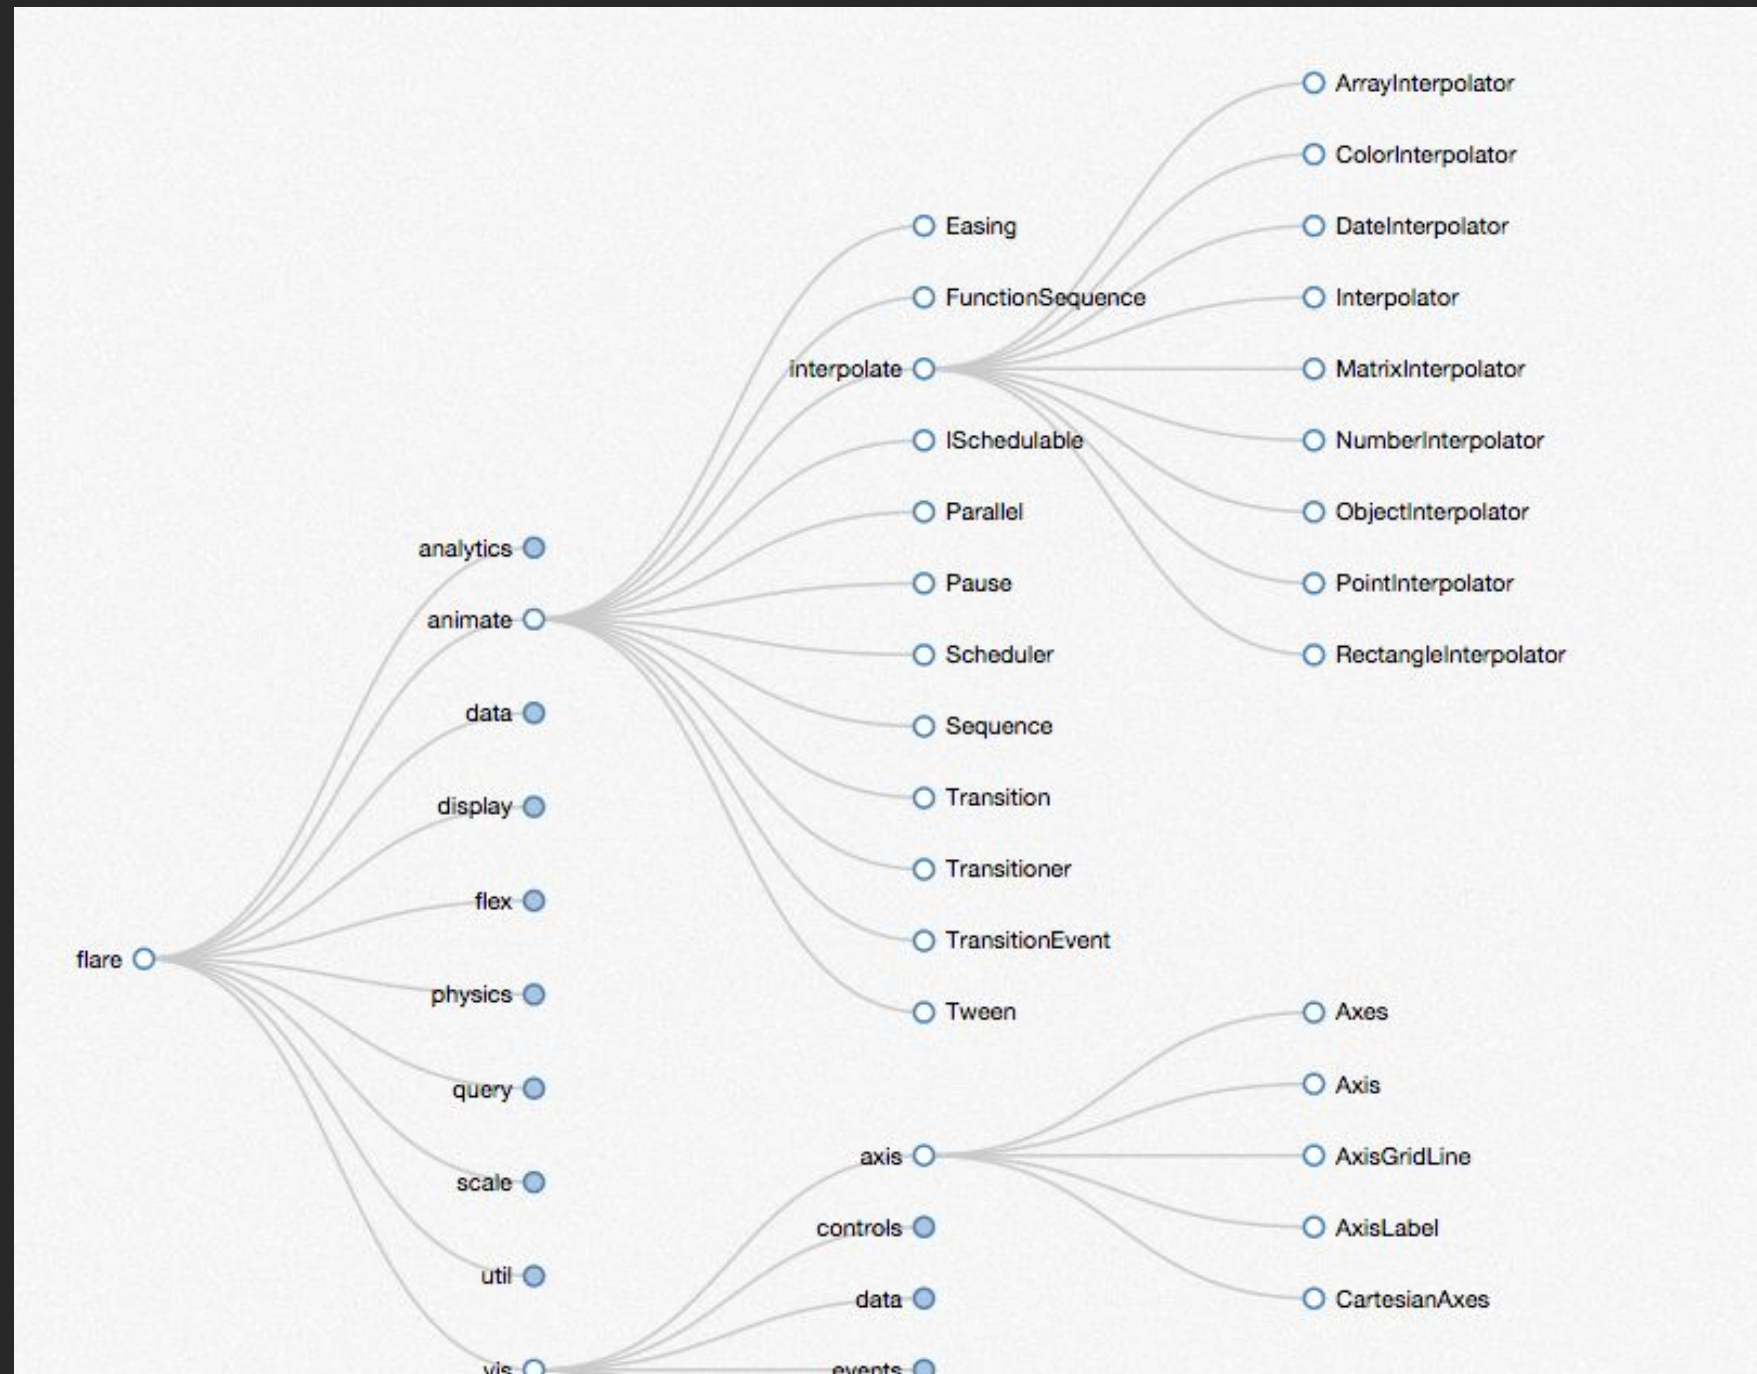 ArrayInterpolator
ColorInterpolator
Easing
DateInterpolator
FunctionSequence
Interpolator
interpolate
MatrixInterpolator
ISchedulable
NumberInterpolator
Parallel
ObjectInterpolator
analytics
Pause
PointInterpolator
animate
Scheduler
RectangleInterpolator
data
Sequence
display
Transition
Transitioner
flex
TransitionEvent
flare
physics
Tween
Axes
query
Axis
axis
AxisGridLine
scale
controls
AxisLabel
util
data
CartesianAxes
vis
events